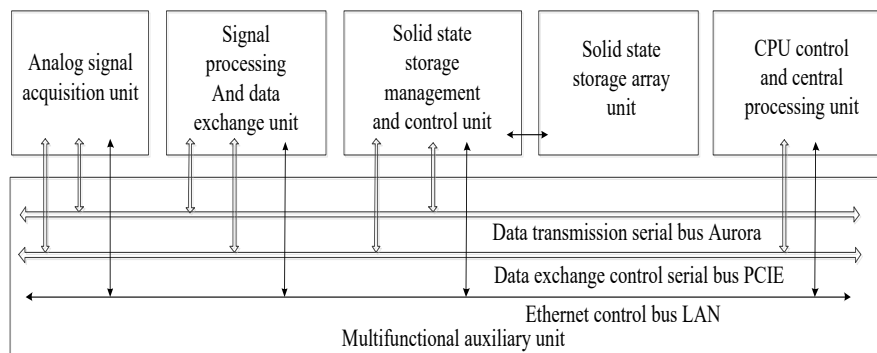 Analog signal
acquisition unit
Signal
processing
And data
exchange unit
Solid state
storage
management
and control unit
Solid state
storage array
unit
CPU control
and central
processing unit
Data transmission serial bus Aurora
Data exchange control serial bus PCIE
Ethernet control bus LAN
Multifunctional auxiliary unit